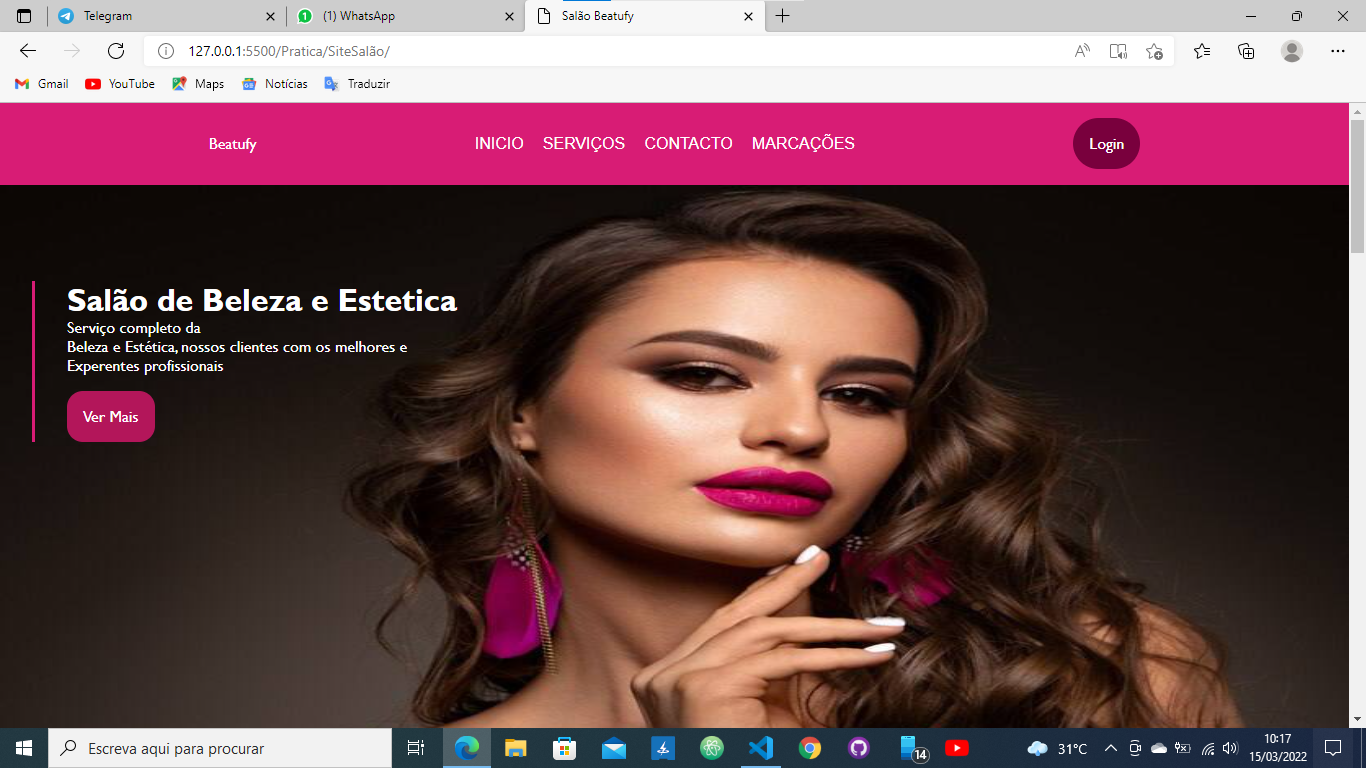 Telegram
(1) WhatsApp
Salão Beatufy
127.0.0.1:5500/Pratica/SiteSalão/
Gmail
YouTube
Maps
Notícias
Traduzir
Beatufy
INICIO
SERVIÇOS
CONTACTO
MARCAÇÕES
Login
Salão de Beleza e Estetica
Serviço completo da
Beleza e Estética, nossos clientes com os melhores e
Experentes profissionais
Ver Mais
Escreva aqui para procurar
14
31°C
10:17
15/03/2022